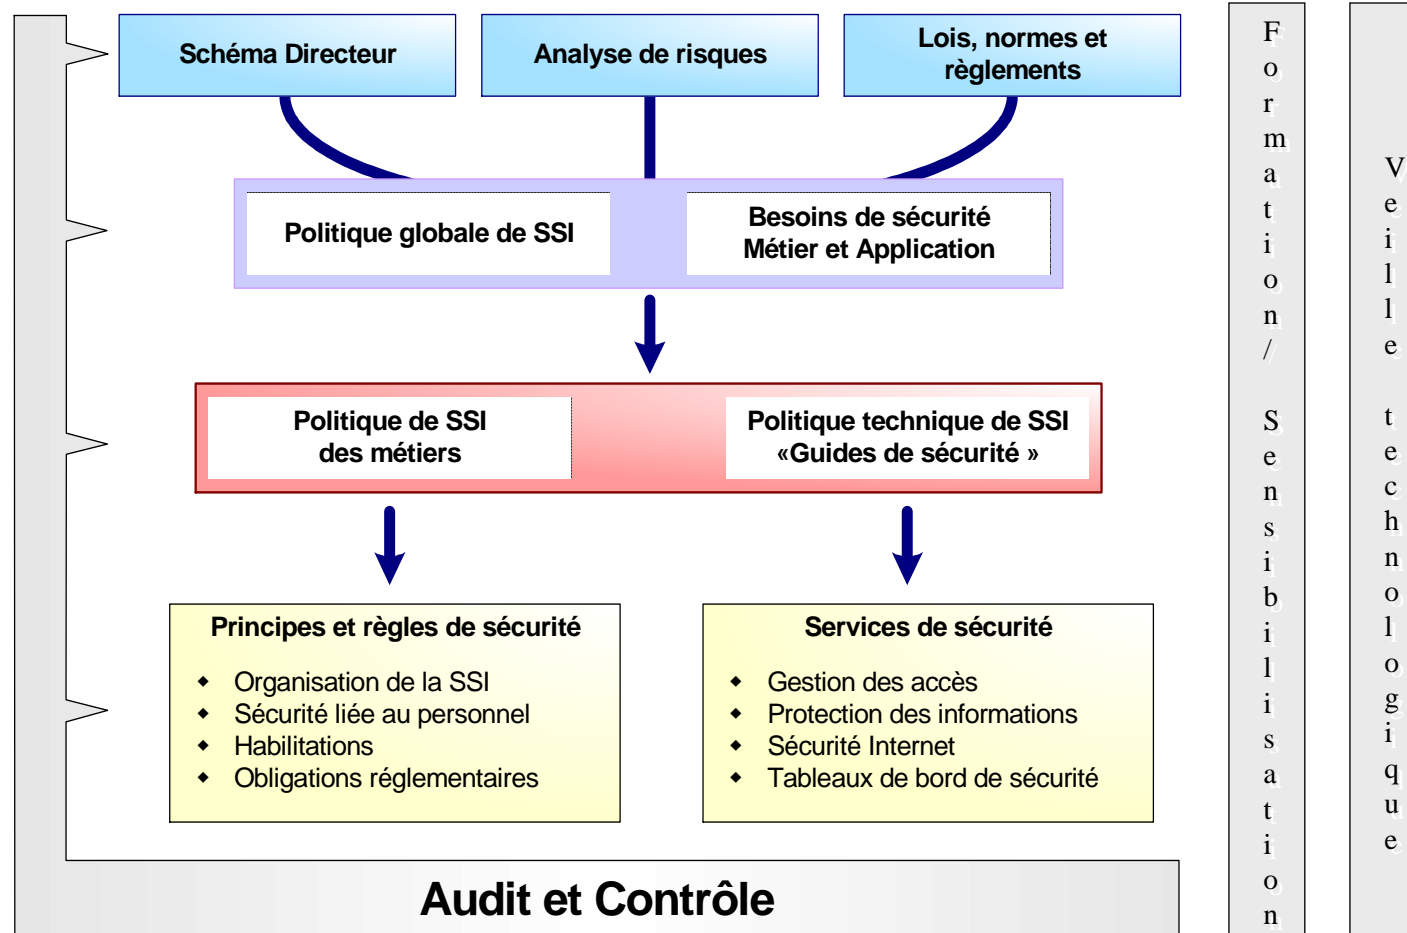 Schéma Directeur
Analyse de risques
Lois, normes et
règlements
Politique globale de SSI
Besoins de sécurité
Métier et Application
Politique de SSI
des métiers
Politique technique de SSI
«Guides de sécurité »
Principes et règles de sécurité
Organisation de la SSI
Sécurité liée au personnel
Habilitations
Obligations réglementaires
Services de sécurité
Gestion des accès
Protection des informations
Sécurité Internet
Tableaux de bord de sécurité
Audit et Contrôle
Formation/ Sensibilisation
Veille technologique